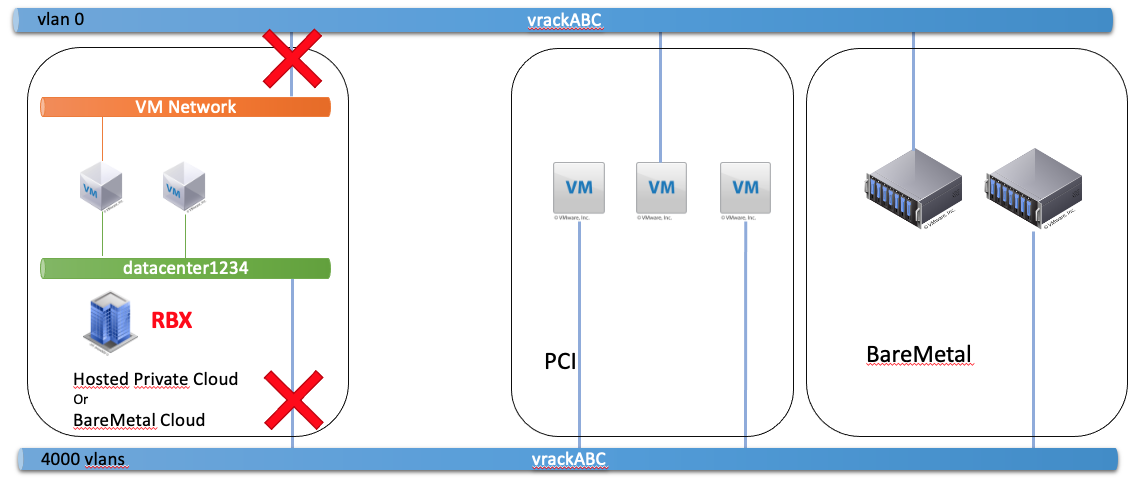 vlan 0
vrackABC
VM Network
VM
VM
datacenter1234
RBX
Hosted Private Cloud
Or
BareMetal Cloud
VM
VM
VM
© VMware, Inc.
© VMware, Inc.
© VMware, Inc.
PCI
© VMware, Inc.
© VMware, Inc.
BareMetal
4000 vlans
vrackABC